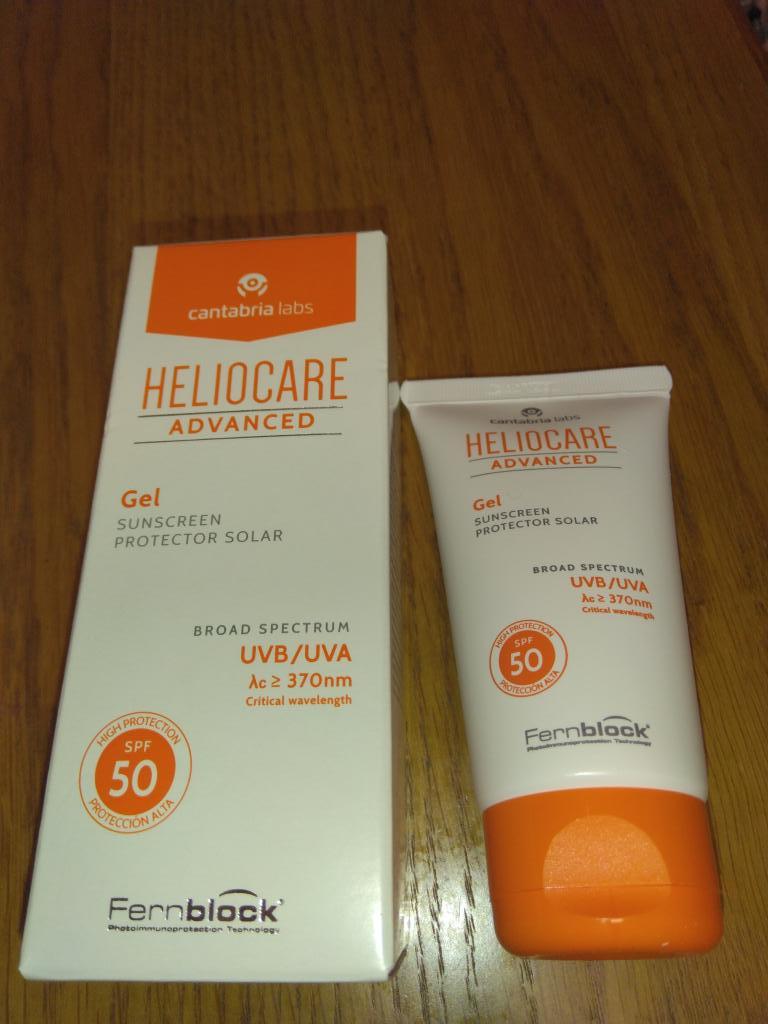 cantabria labs
HELIOCARE
ADVANCED
Gel
SUNSCREEN
PROTECTOR SOLAR
BROAD SPECTRUM
UVB/UVA
λc ≥ 370nm
Critical wavelength
HIGH PROTECTION
SPF
50
PROTECCIÓN ALTA
Fernblock®
Photoimmunoprotection Technology
cantabria labs
HELIOCARE
ADVANCED
Gel
SUNSCREEN
PROTECTOR SOLAR
BROAD SPECTRUM
UVB/UVA
λc ≥ 370nm
Critical wavelength
HIGH PROTECTION
SPF
50
PROTECCIÓN ALTA
Fernblock®
Photoimmunoprotection Technology